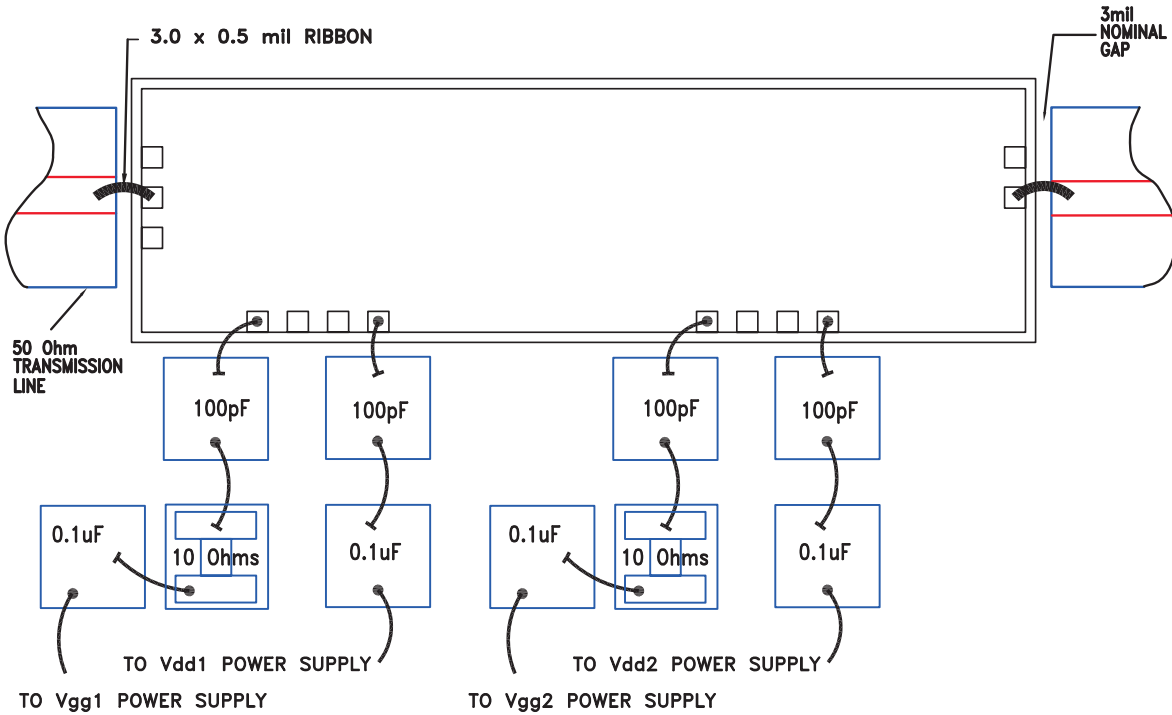 3.0 x 0.5 mil RIBBON
3mil
NOMINAL
GAP
50 Ohm
TRANSMISSION
LINE
100pF
100pF
100pF
100pF
0.1uF
10 Ohms
0.1uF
0.1uF
10 Ohms
0.1uF
TO Vdd1 POWER SUPPLY
TO Vdd2 POWER SUPPLY
TO Vgg1 POWER SUPPLY
TO Vgg2 POWER SUPPLY